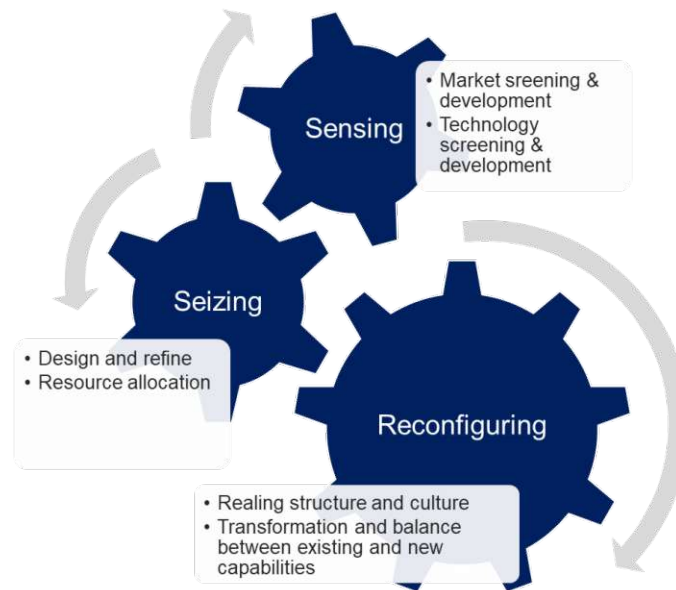 Sensing
• Market sreening &
development
• Technology
screening &
development
Seizing
• Design and refine
• Resource allocation
Reconfiguring
• Realing structure and culture
• Transformation and balance
between existing and new
capabilities